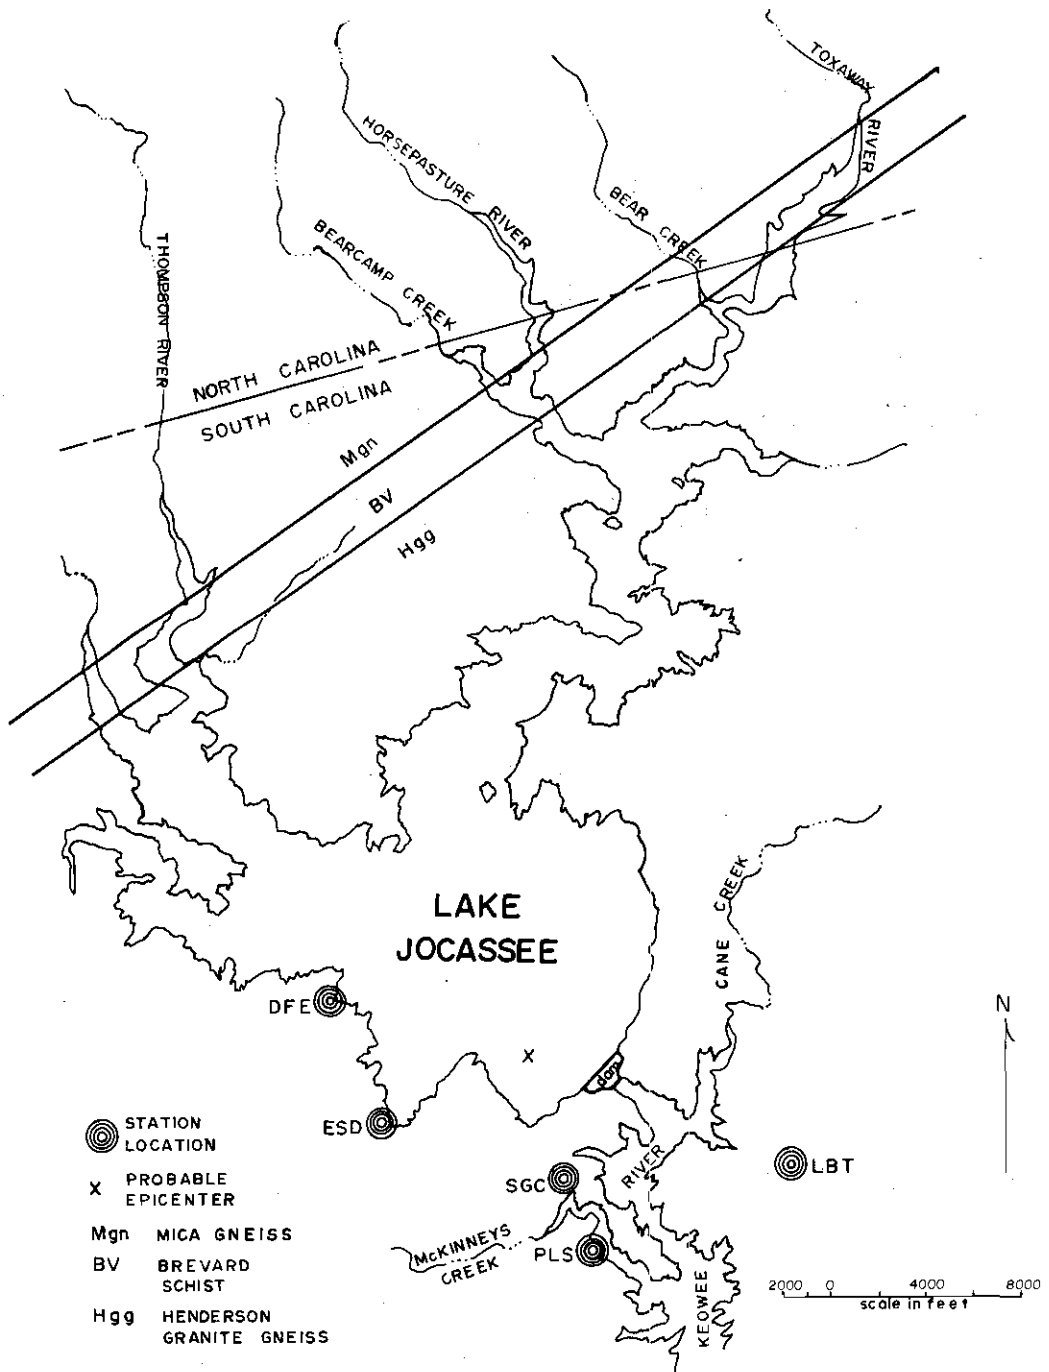 TOXAWAY
RIVER
HORSEPASTURE RIVER
BEAR CREEK
BEARCAMP CREEK
THOMPSON RIVER
NORTH CAROLINA
SOUTH CAROLINA
Mgn
BV
Hgg
LAKE
JOCASSEE
CANE CREEK
DFE
N
dam
ESD
STATION
LOCATION
RIVER
LBT
SGC
X PROBABLE
EPICENTER
Mgn MICA GNEISS
McKINNEYS
CREEK
PLS
KEOWEE
BV BREVARD
SCHIST
2000 0 4000 8000
scale in feet
Hgg HENDERSON
GRANITE GNEISS